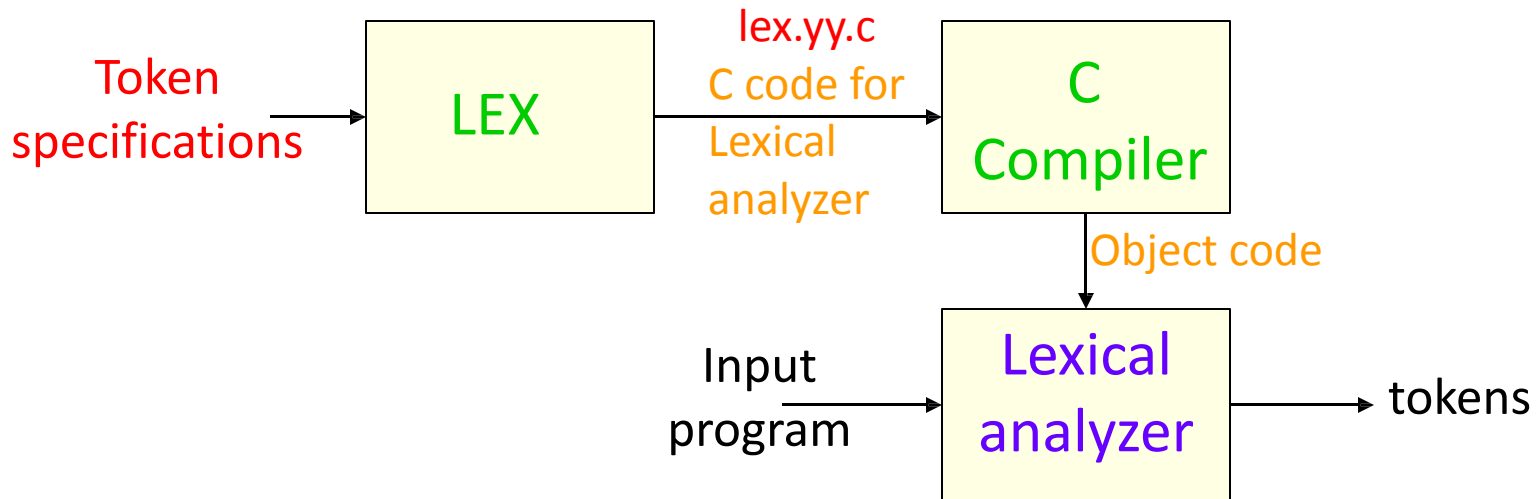 Token
specifications
LEX
lex.yy.c
C code for
Lexical
analyzer
C
Compiler
Object code
Input
program
Lexical
analyzer
tokens